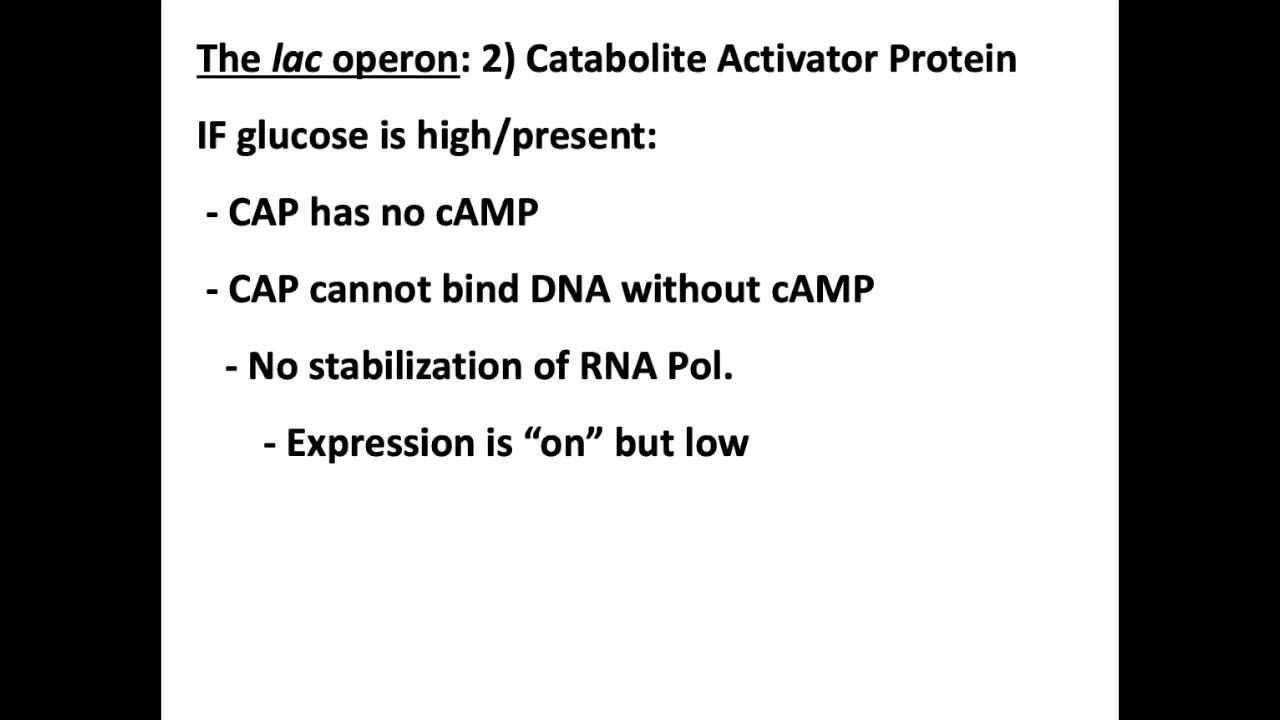 The lac operon: 2) Catabolite Activator Protein
IF glucose is high/present:
- CAP has no cAMP
- CAP cannot bind DNA without cAMP
- No stabilization of RNA Pol.
- Expression is “on” but low